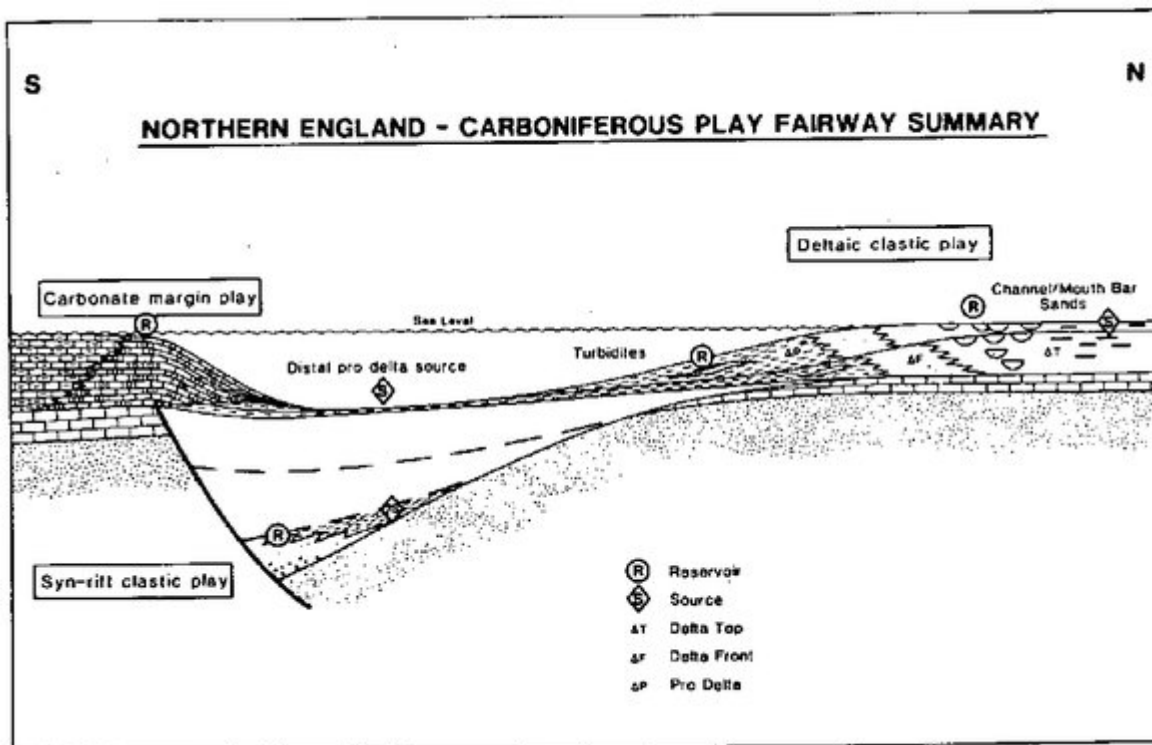 S
N
NORTHERN ENGLAND - CARBONIFEROUS PLAY FAIRWAY SUMMARY
Deltaic clastic play
Carbonate margin play
R
R
Channel/Mouth Bar
Sands
Sea Level
S
Turbidites
R
Distal pro delta source
S
ΔP
ΔF
ΔT
R
S
Syn-rift clastic play
R Reservoir
S Source
ΔT Delta Top
ΔF Delta Front
ΔP Pro Delta